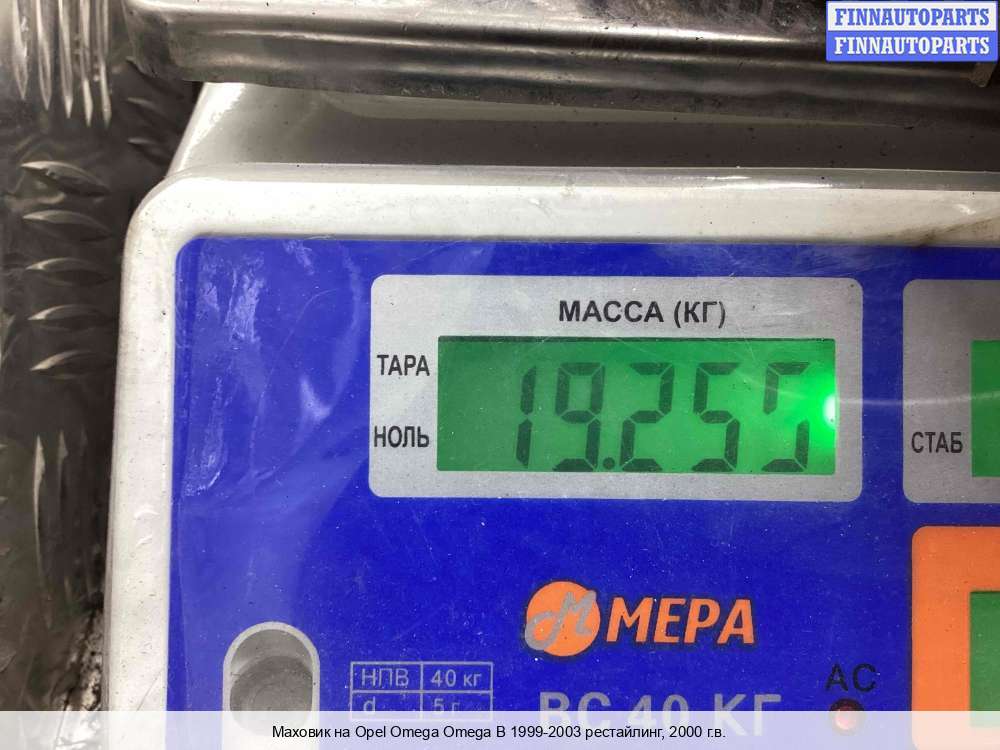 FINNAUTOPARTS
FINNAUTOPARTS
МАССА (КГ)
ТАРА
НОЛЬ
19.255
СТАБ
МЕРА
НПВ 40 кг
d 5 г
ВС 40 КГ
АС
Маховик на Opel Omega Omega B 1999-2003 рестайлинг, 2000 г.в.